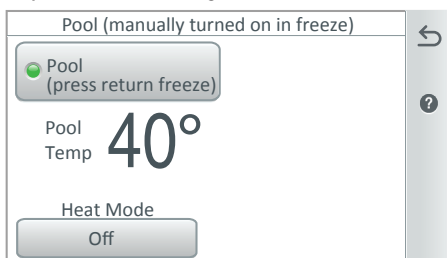 Pool (manually turned on in freeze)
Pool
(press return freeze)
Pool
Temp
40°
Heat Mode
Off
?